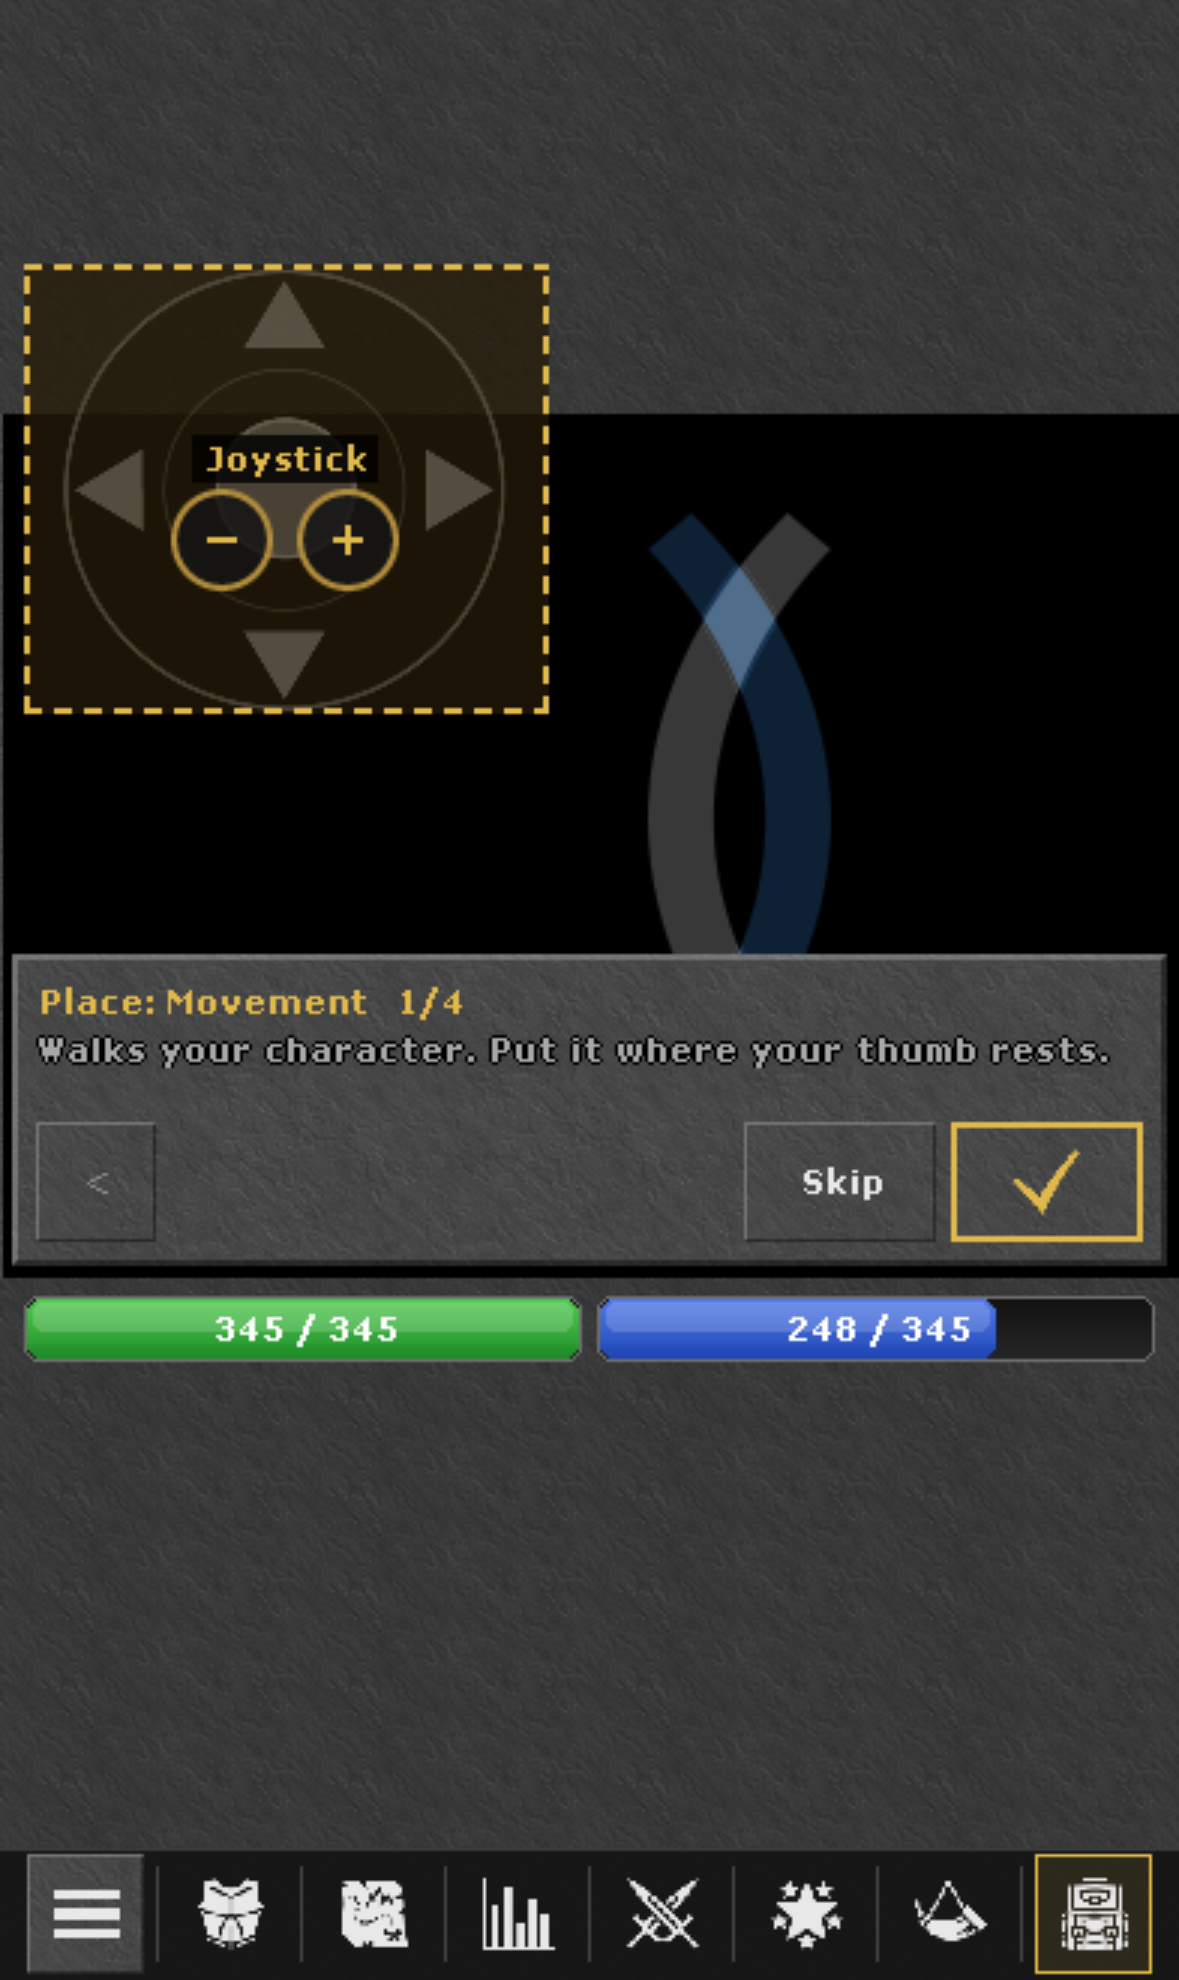 Joystick
− +
Place: Movement 1/4
Walks your character. Put it where your thumb rests.
< Skip
345 / 345 248 / 345